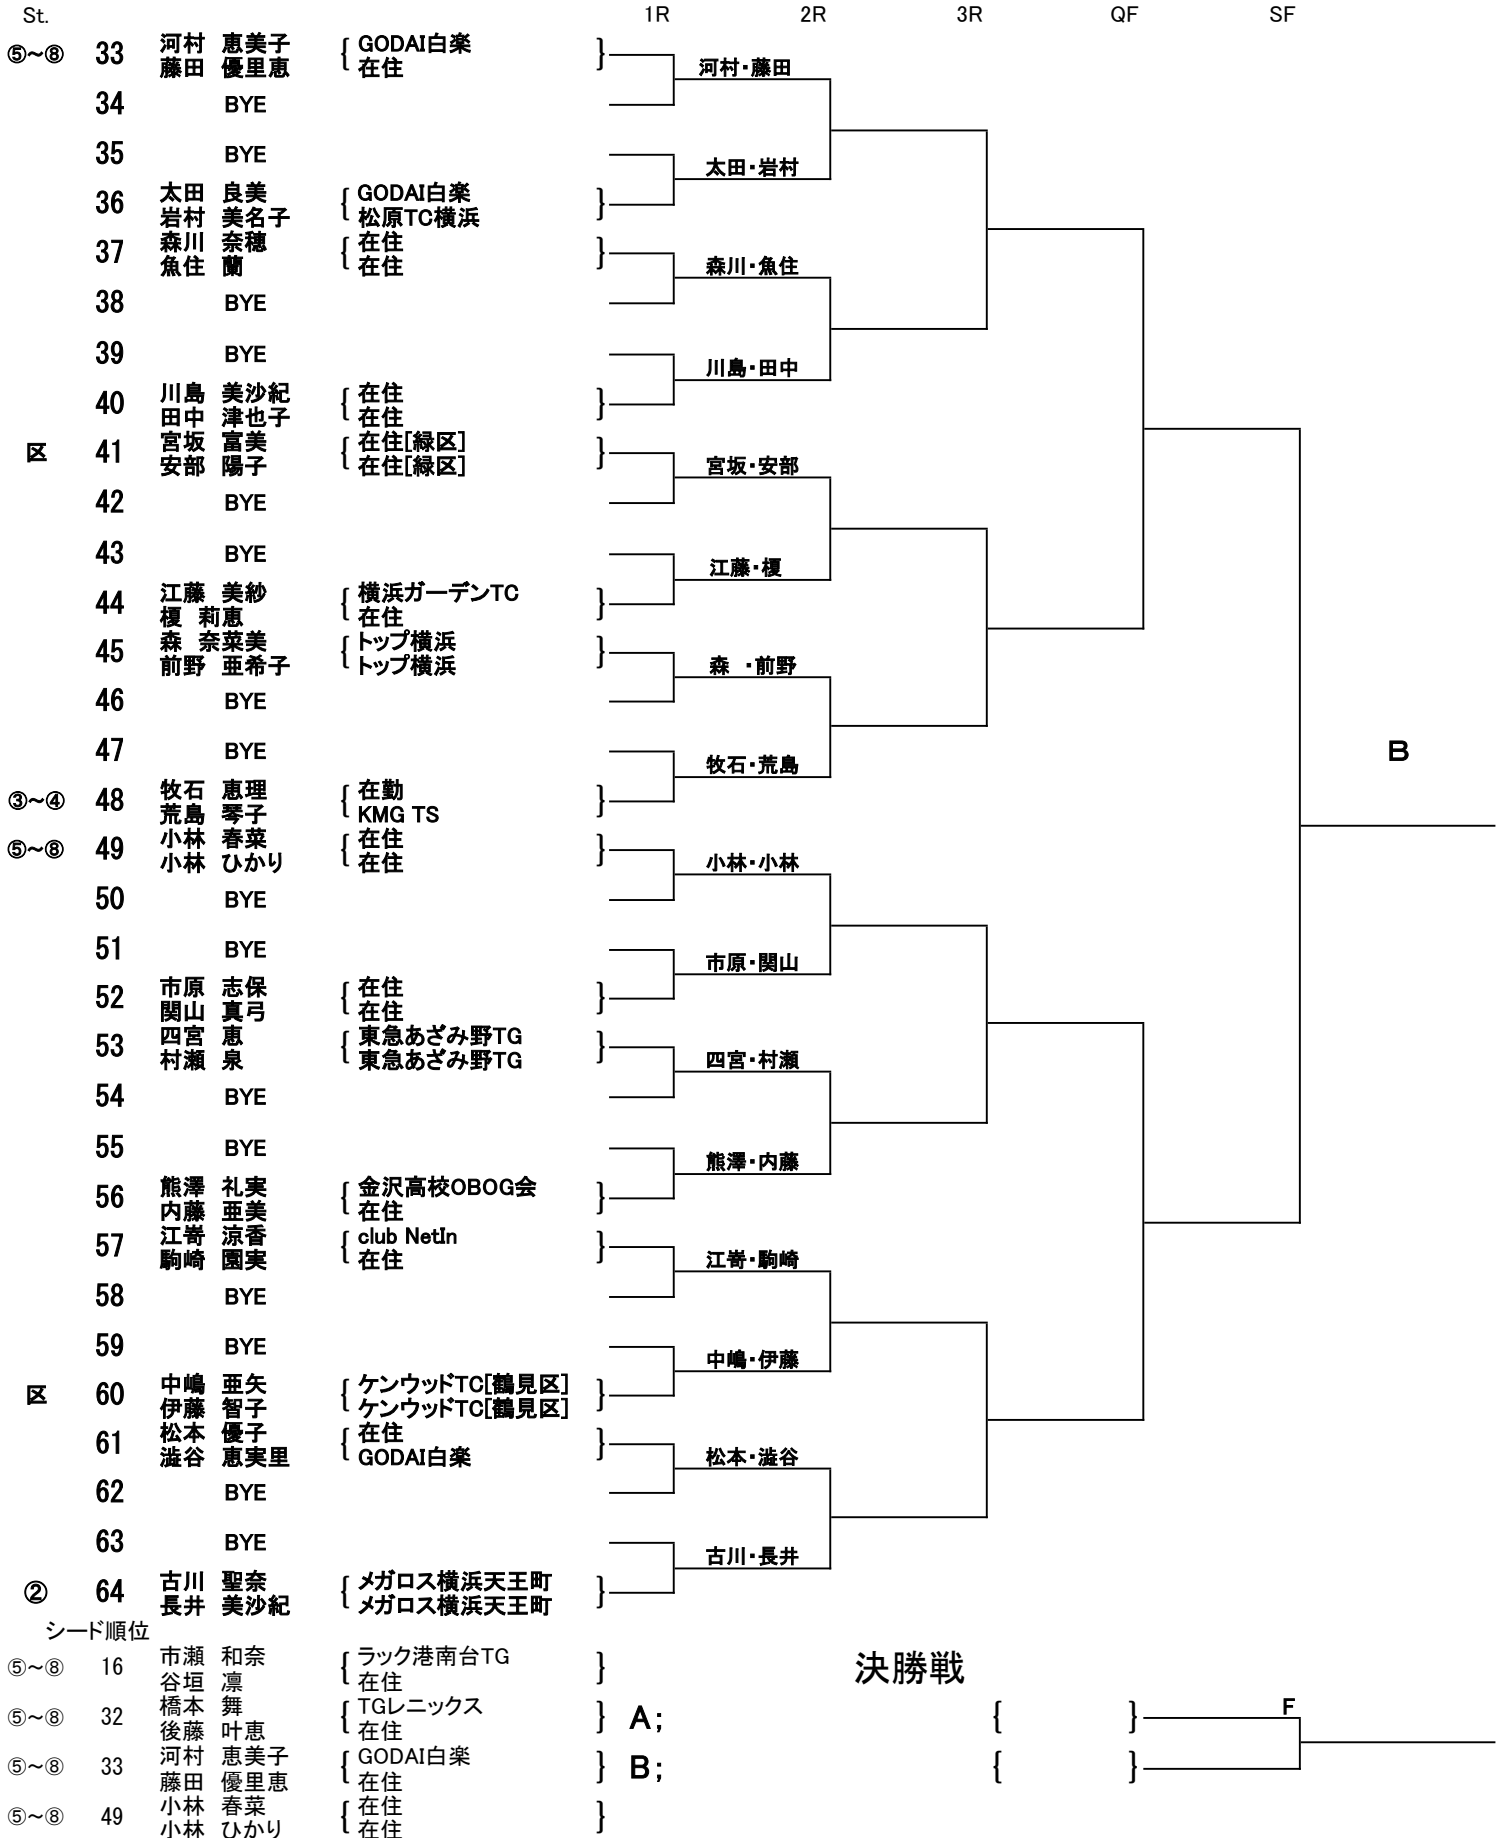 St. 1R 2R 3R QF SF
⑤～⑧ 33 河村 恵美子 { GODAI白楽 }
藤田 優里恵 在住
河村・藤田
34 BYE
35 BYE
太田・岩村
36 太田 良美 { GODAI白楽 }
岩村 美名子 松原TC横浜
37 森川 奈穂 { 在住 }
魚住 蘭 在住
森川・魚住
38 BYE
39 BYE
川島・田中
40 川島 美沙紀 { 在住 }
田中 津也子 在住
区 41 宮坂 富美 { 在住[緑区] }
安部 陽子 在住[緑区]
宮坂・安部
42 BYE
43 BYE
江藤・榎
44 江藤 美紗 { 横浜ガーデンTC }
榎 莉恵 在住
45 森 奈菜美 { トップ横浜 }
前野 亜希子 トップ横浜
森 ・前野
46 BYE
47 BYE
B
牧石・荒島
③～④ 48 牧石 恵理 { 在勤 }
荒島 琴子 KMG TS
⑤～⑧ 49 小林 春菜 { 在住 }
小林 ひかり 在住
小林・小林
50 BYE
51 BYE
市原・関山
52 市原 志保 { 在住 }
関山 真弓 在住
53 四宮 恵 { 東急あざみ野TG }
村瀬 泉 東急あざみ野TG
四宮・村瀬
54 BYE
55 BYE
熊澤・内藤
56 熊澤 礼実 { 金沢高校OBOG会 }
内藤 亜美 在住
57 江嵜 涼香 { club NetIn }
駒崎 園実 在住
江嵜・駒崎
58 BYE
59 BYE
中嶋・伊藤
区 60 中嶋 亜矢 { ケンウッドTC[鶴見区] }
伊藤 智子 ケンウッドTC[鶴見区]
61 松本 優子 { 在住 }
澁谷 恵実里 GODAI白楽
松本・澁谷
62 BYE
63 BYE
古川・長井
② 64 古川 聖奈 { メガロス横浜天王町 }
長井 美沙紀 メガロス横浜天王町
シード順位
⑤～⑧ 16 市瀬 和奈 { ラック港南台TG }
谷垣 凛 在住
決勝戦
⑤～⑧ 32 橋本 舞 { TGレニックス } A; { } F
後藤 叶恵 在住
⑤～⑧ 33 河村 恵美子 { GODAI白楽 } B; { }
藤田 優里恵 在住
⑤～⑧ 49 小林 春菜 { 在住 }
小林 ひかり 在住